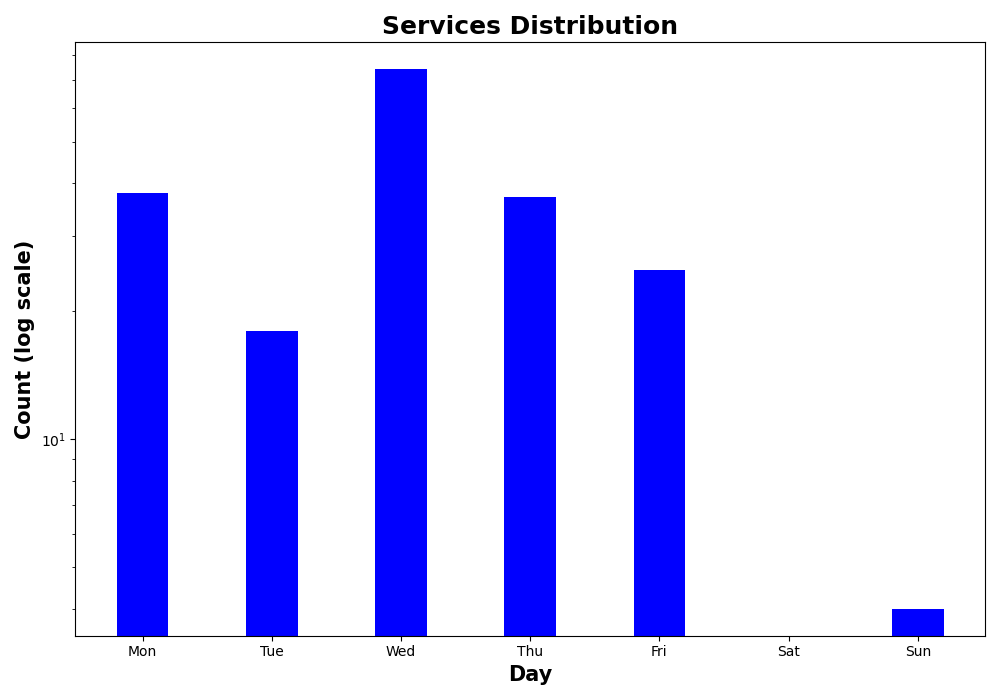 Services Distribution
Count (log scale)
10¹
Mon Tue Wed Thu Fri Sat Sun
Day